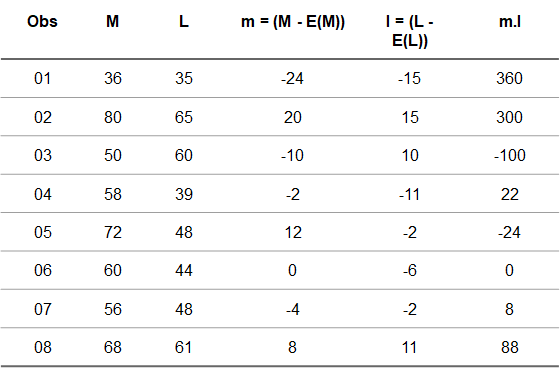 Obs M L m = (M - E(M)) l = (L - E(L)) m.l
01 36 35 -24 -15 360
02 80 65 20 15 300
03 50 60 -10 10 -100
04 58 39 -2 -11 22
05 72 48 12 -2 -24
06 60 44 0 -6 0
07 56 48 -4 -2 8
08 68 61 8 11 88